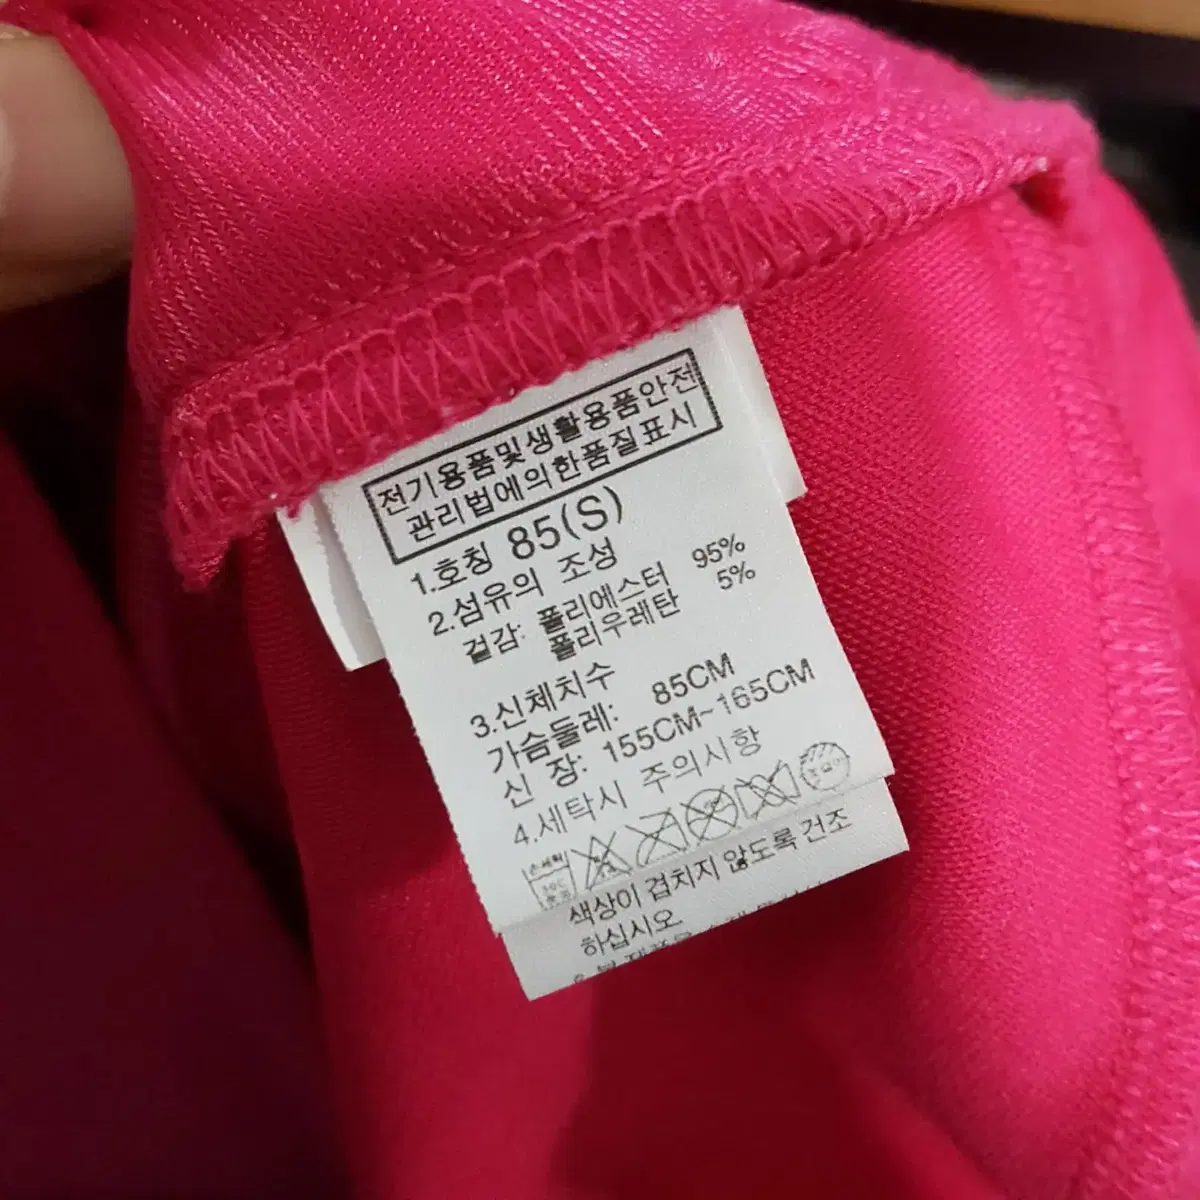 전기용품및생활용품안전
관리법에의한품질표시
1.호칭 85(S)
2.섬유의 조성
겉감: 폴리에스터 95%
폴리우레탄 5%
3.신체치수
가슴둘레: 85CM
신 장: 155CM~165CM
4.세탁시 주의사항
손세탁
색상이 겹치지 않도록 건조
하십시오.